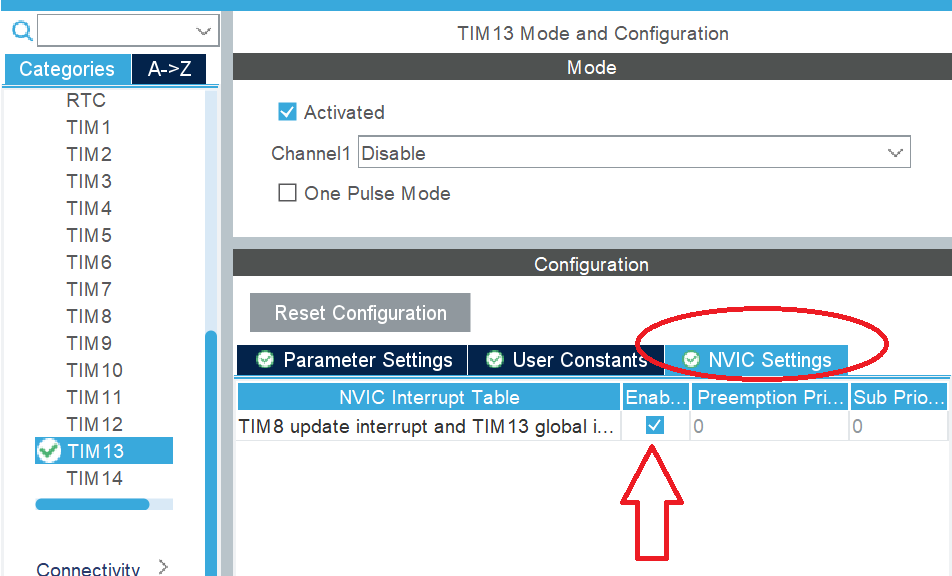 TIM13 Mode and Configuration
Categories A->Z
Mode
RTC
TIM1
TIM2
TIM3
TIM4
TIM5
TIM6
TIM7
TIM8
TIM9
TIM10
TIM11
TIM12
TIM13
TIM14
Connectivity
Activated
Channel1 Disable
One Pulse Mode
Configuration
Reset Configuration
Parameter Settings User Constants NVIC Settings
NVIC Interrupt Table Enab... Preemption Pri... Sub Prio...
TIM8 update interrupt and TIM13 global i... 0 0